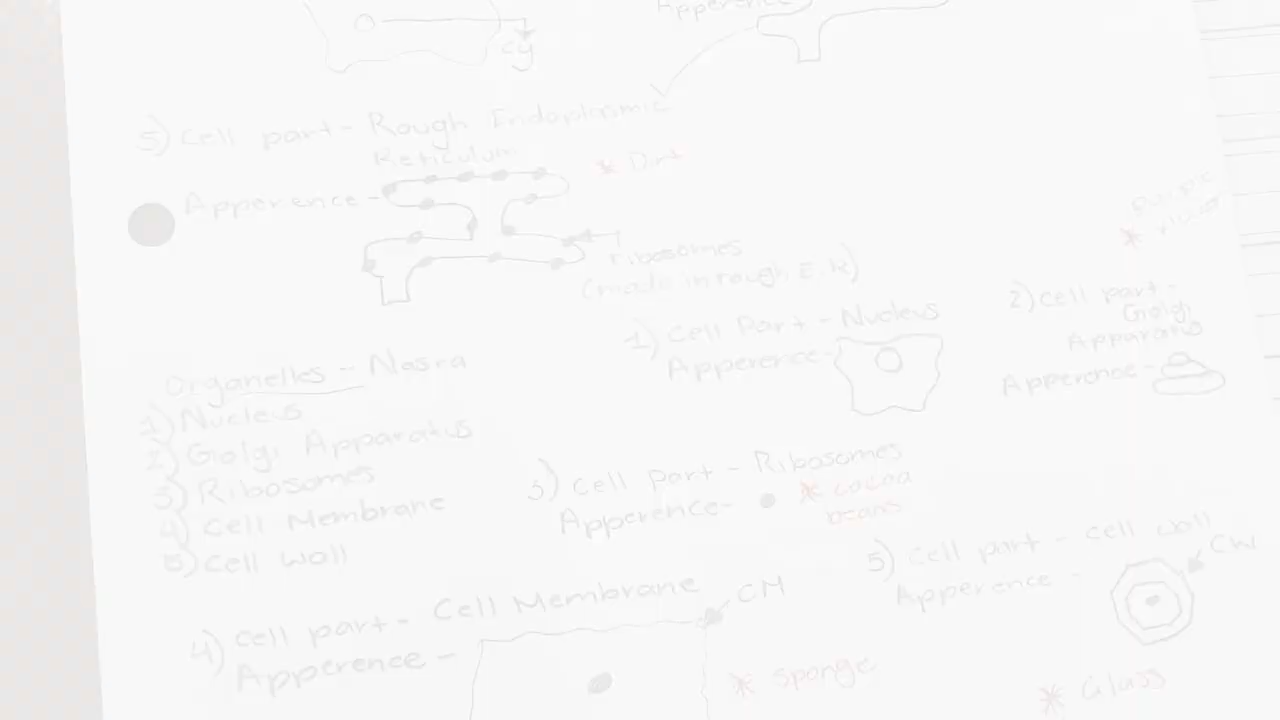 Apperence
cy
5) Cell part - Rough Endoplasmic
Reticulum
* Dirt
Apperence -
ribosomes
(made in rough E.R)
1) Cell Part - Nucleus
Apperence -
* 
2) Cell part -
Golgi
Apparatus
Apperence -
Organelles - Nasra
1) Nucleus
2) Golgi Apparatus
3) Ribosomes
4) Cell Membrane
5) Cell wall
3) Cell part - Ribosomes
Apperence -
* cocoa
beans
5) Cell part - cell wall
Apperence -
4) Cell part - Cell Membrane
CM
Apperence -
* sponge
* Glass